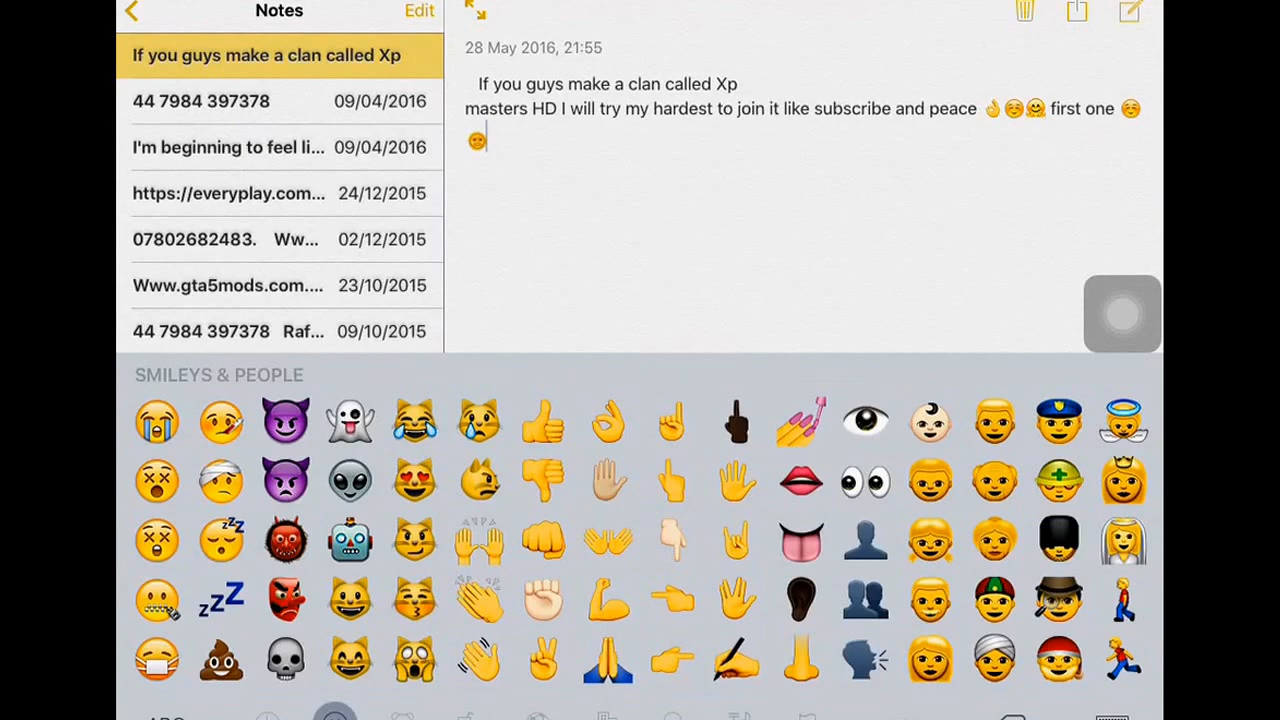 Notes
Edit
If you guys make a clan called Xp
44 7984 397378 09/04/2016
I'm beginning to feel li... 09/04/2016
https://everyplay.com... 24/12/2015
07802682483. Ww... 02/12/2015
Www.gta5mods.com.... 23/10/2015
44 7984 397378 Raf... 09/10/2015
28 May 2016, 21:55
If you guys make a clan called Xp
masters HD I will try my hardest to join it like subscribe and peace 👌☺️🤗 first one ☺️
SMILEYS & PEOPLE
ABC